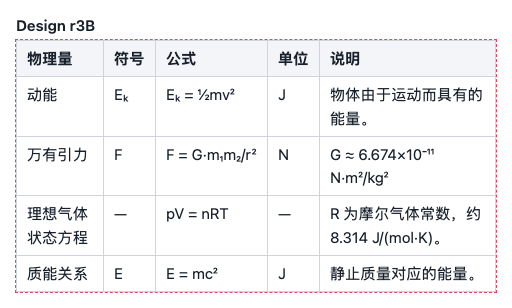 Design r3B
物理量 符号 公式 单位 说明
动能 Eₖ Eₖ = ½mv² J 物体由于运动而具有的
能量。
万有引力 F F = G·m₁m₂/r² N G ≈ 6.674×10⁻¹¹
N·m²/kg²
理想气体 — pV = nRT — R 为摩尔气体常数，约
状态方程 8.314 J/(mol·K)。
质能关系 E E = mc² J 静止质量对应的能量。